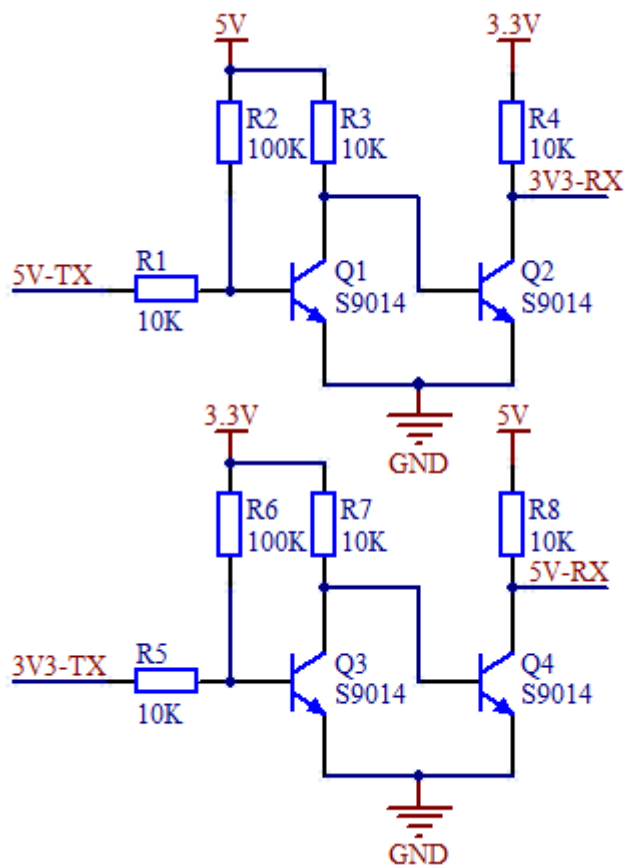 5V
3.3V
R2
100K
R3
10K
R4
10K
3V3-RX
5V-TX
R1
10K
Q1
S9014
Q2
S9014
GND
3.3V
5V
R6
100K
R7
10K
R8
10K
5V-RX
3V3-TX
R5
10K
Q3
S9014
Q4
S9014
GND